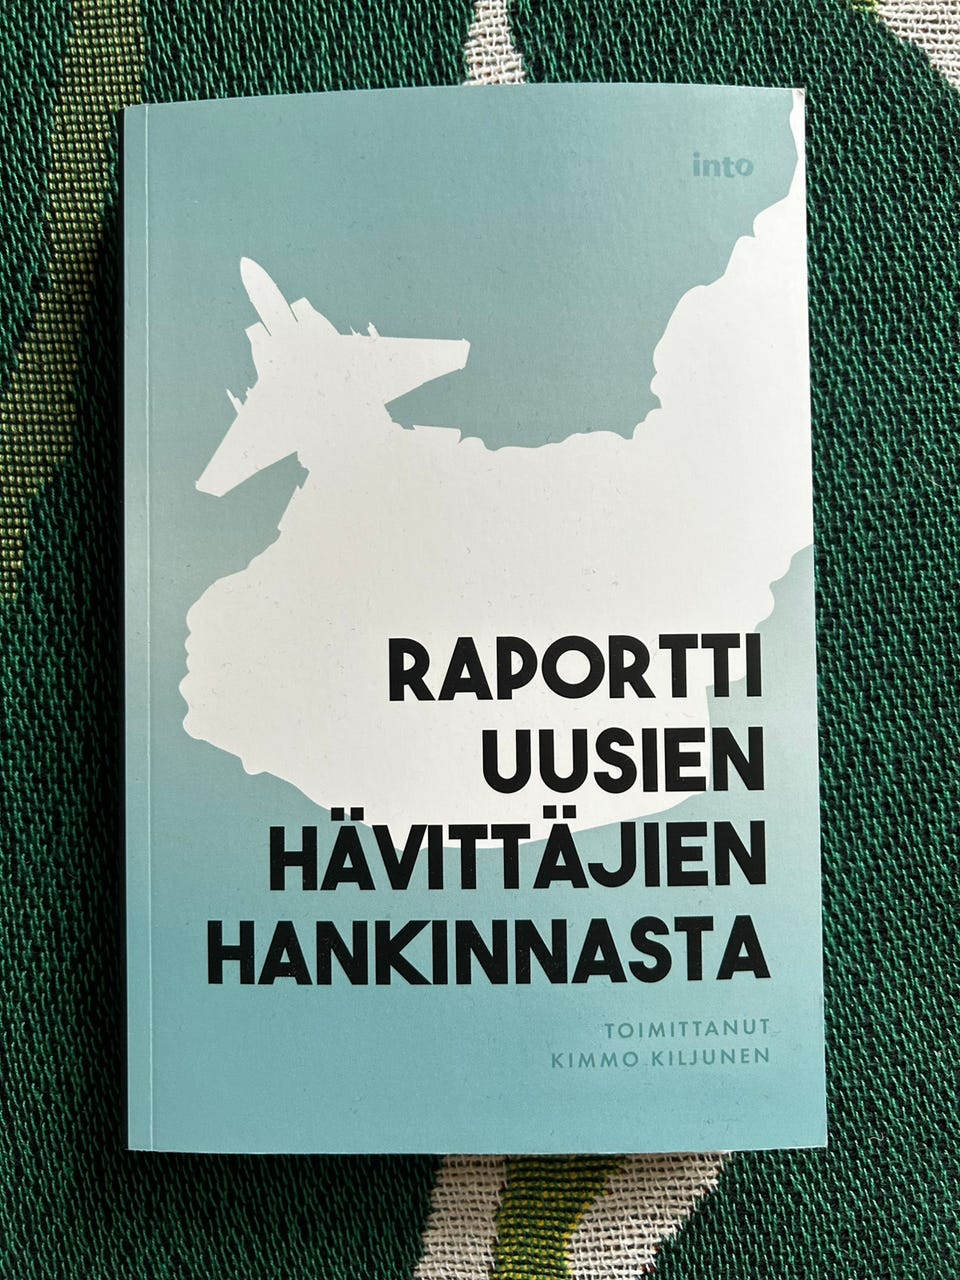 into
RAPORTTI
UUSIEN
HÄVITTÄJIEN
HANKINNASTA
TOIMITTANUT
KIMMO KILJUNEN